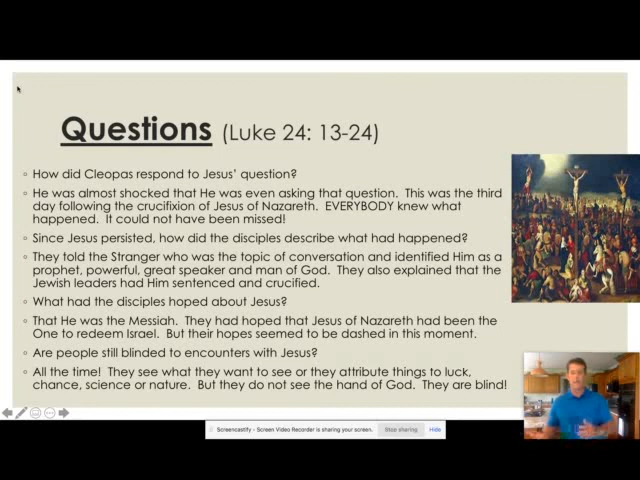 Questions (Luke 24: 13-24)
How did Cleopas respond to Jesus' question?
He was almost shocked that He was even asking that question. This was the third
day following the crucifixion of Jesus of Nazareth. EVERYBODY knew what
happened. It could not have been missed!
Since Jesus persisted, how did the disciples describe what had happened?
They told the Stranger who was the topic of conversation and identified Him as a
prophet, powerful, great speaker and man of God. They also explained that the
Jewish leaders had Him sentenced and crucified.
What had the disciples hoped about Jesus?
That He was the Messiah. They had hoped that Jesus of Nazareth had been the
One to redeem Israel. But their hopes seemed to be dashed in this moment.
Are people still blinded to encounters with Jesus?
All the time! They see what they want to see or they attribute things to luck,
chance, science or nature. But they do not see the hand of God. They are blind!
Screencastify - Screen Video Recorder is sharing your screen. Stop sharing Hide